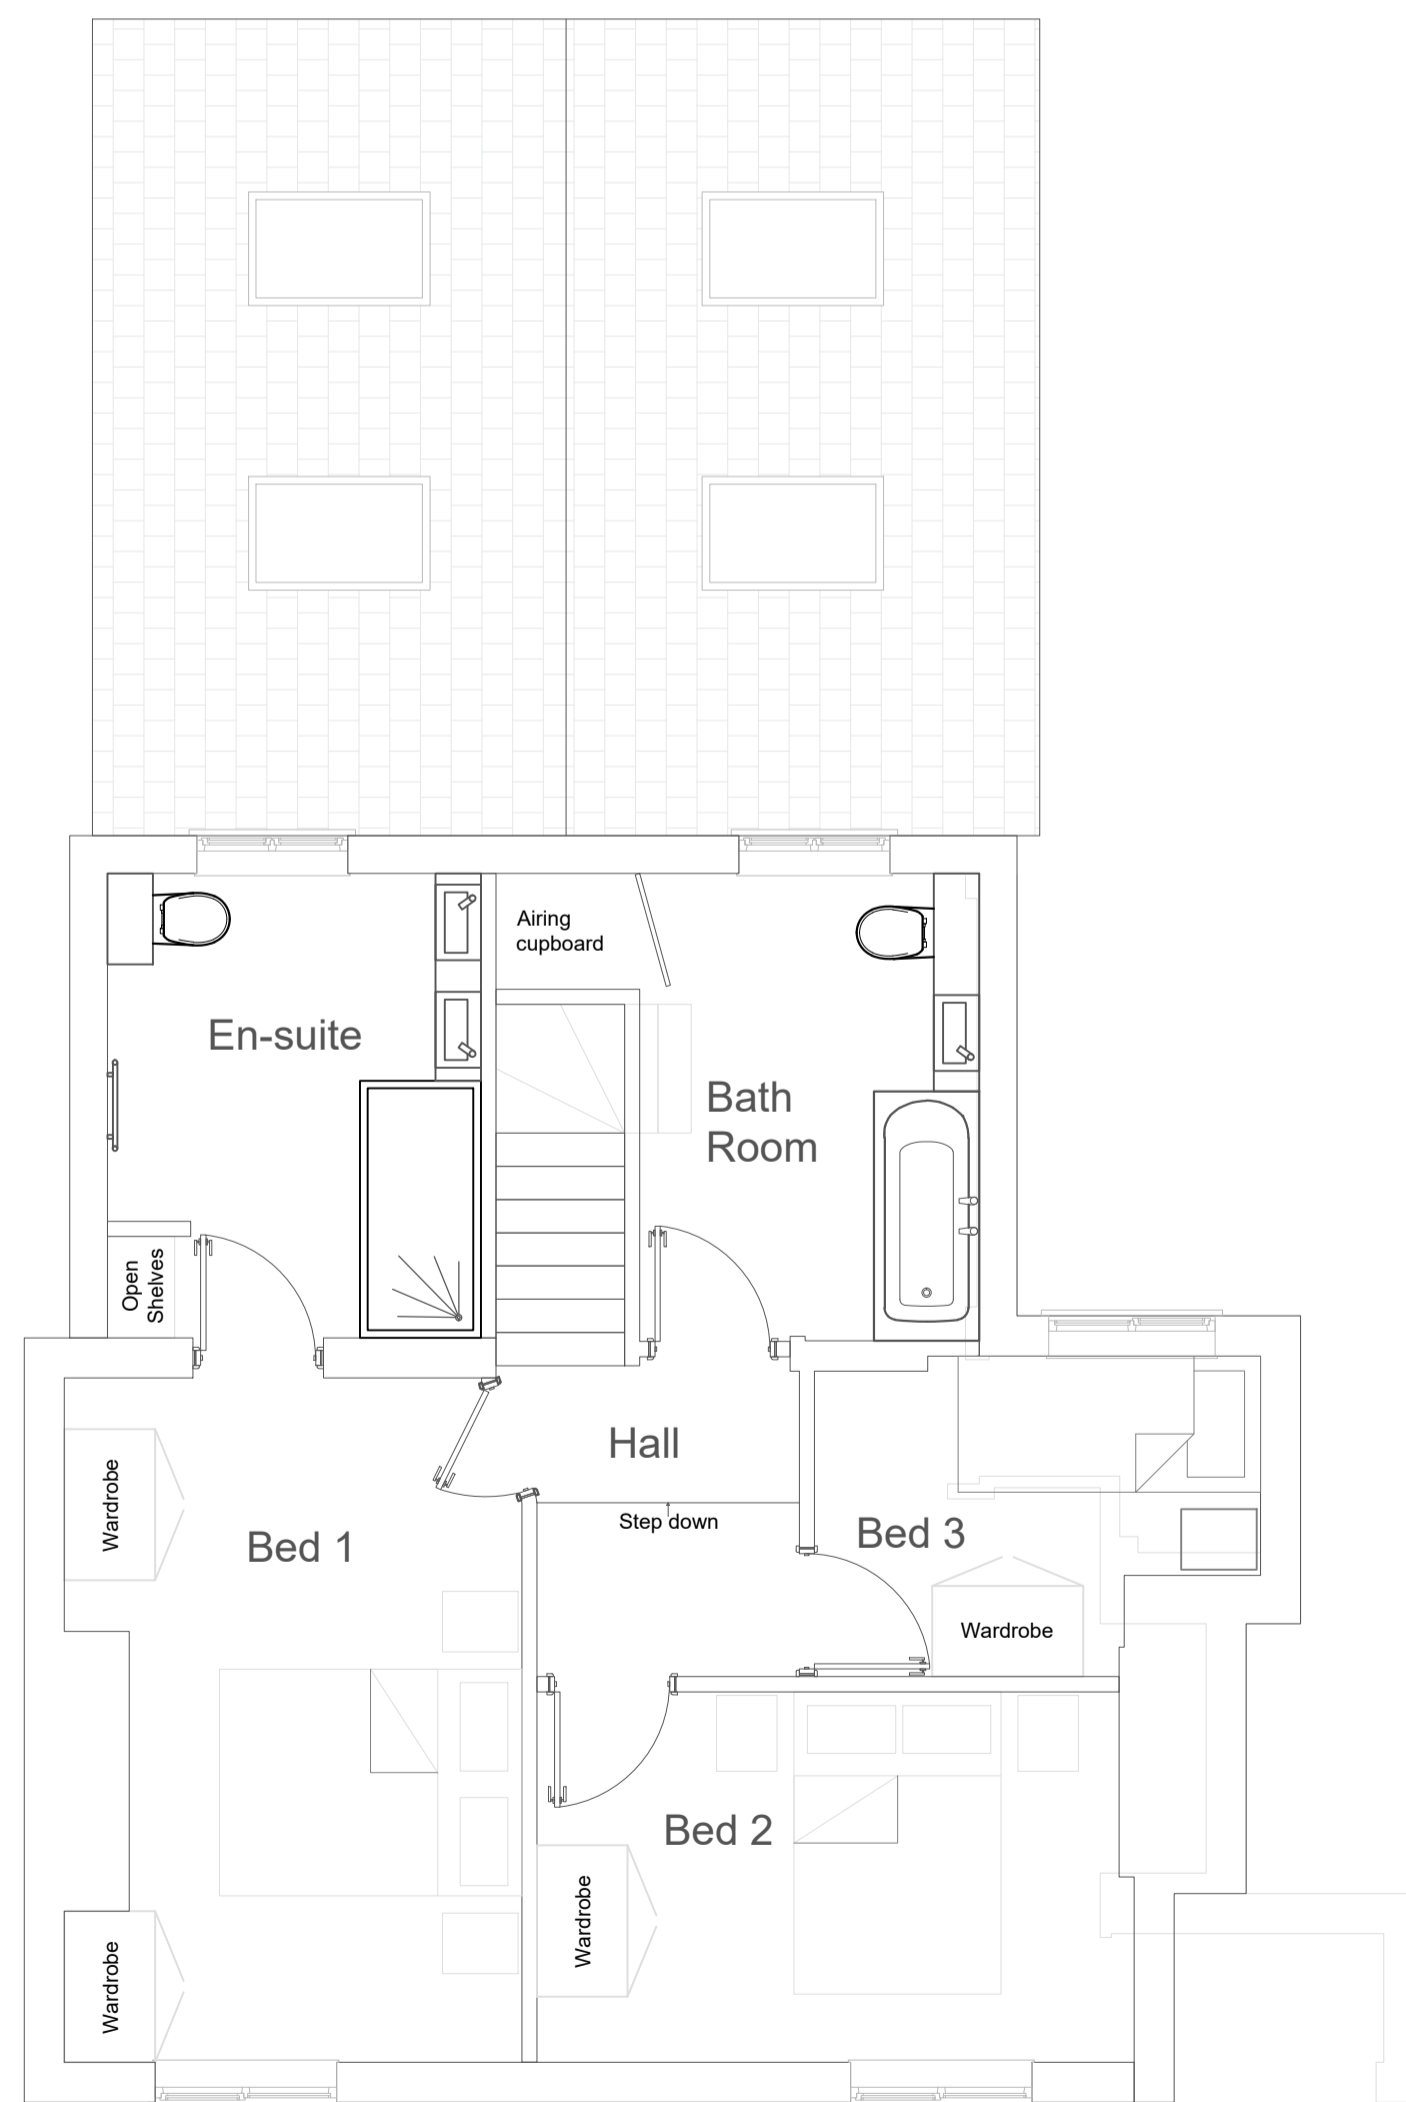 Airing
cupboard
En-suite
Bath
Room
Open
Shelves
Hall
Step down
Wardrobe
Bed 1
Bed 3
Wardrobe
Bed 2
Wardrobe
Wardrobe